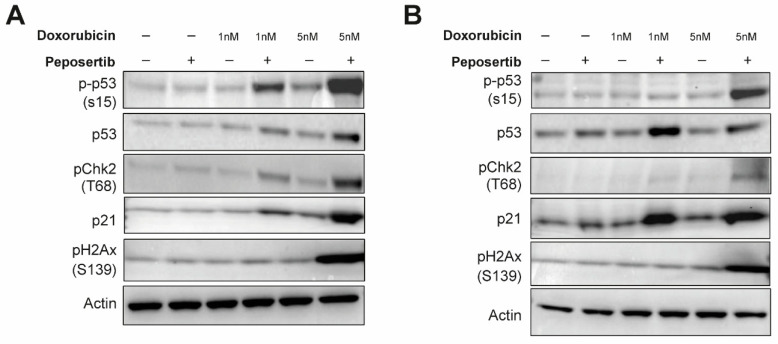 A
Doxorubicin – – 1nM 1nM 5nM 5nM
Peposertib – + – + – +
p-p53
(s15)
p53
pChk2
(T68)
p21
pH2Ax
(S139)
Actin
B
Doxorubicin – – 1nM 1nM 5nM 5nM
Peposertib – + – + – +
p-p53
(s15)
p53
pChk2
(T68)
p21
pH2Ax
(S139)
Actin